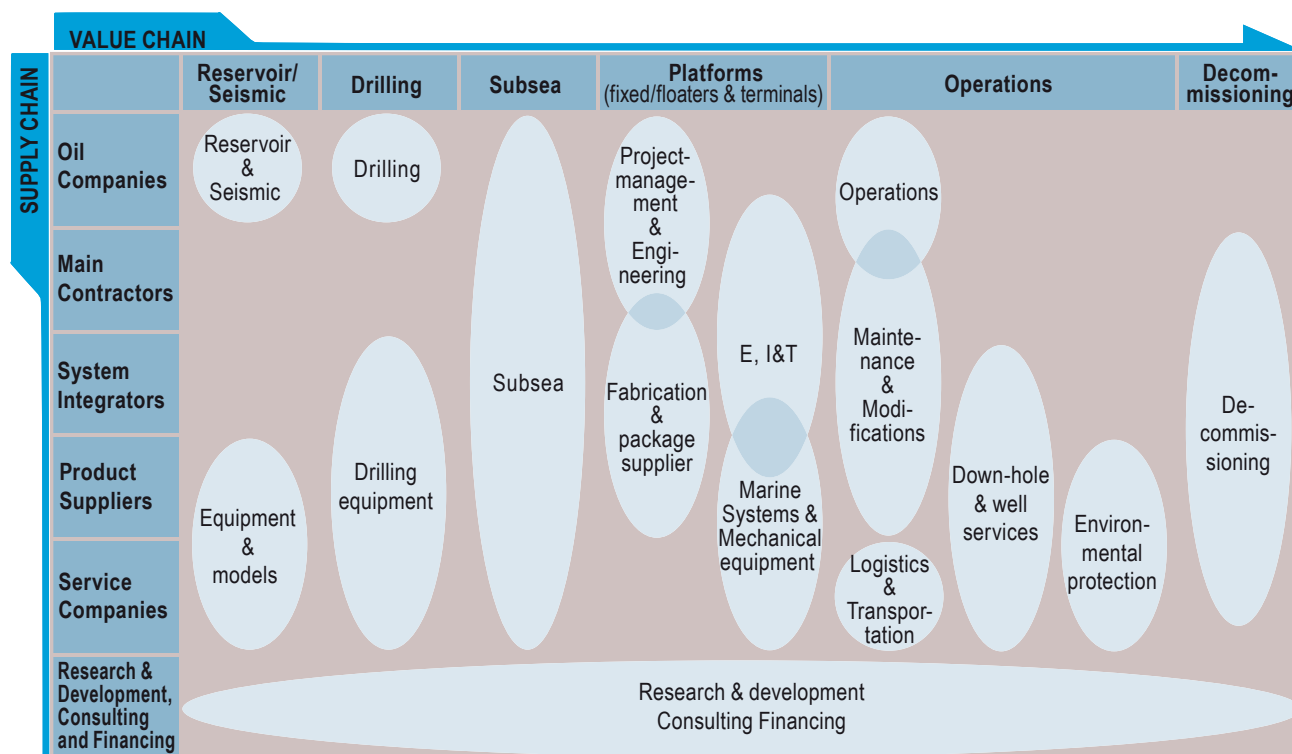 VALUE CHAIN
SUPPLY CHAIN
Reservoir/
Seismic
Drilling
Subsea
Platforms
(fixed/floaters & terminals)
Operations
Decom-
missioning
Oil
Companies
Main
Contractors
System
Integrators
Product
Suppliers
Service
Companies
Research &
Development,
Consulting
and Financing
Reservoir
&
Seismic
Equipment
&
models
Drilling
Drilling
equipment
Subsea
Project-
manage-
ment
&
Engi-
neering
Fabrication
&
package
supplier
E, I&T
Marine
Systems &
Mechanical
equipment
Operations
Mainte-
nance
&
Modi-
fications
Logistics
&
Transpor-
tation
Down-hole
& well
services
Environ-
mental
protection
De-
commis-
sioning
Research & development
Consulting Financing